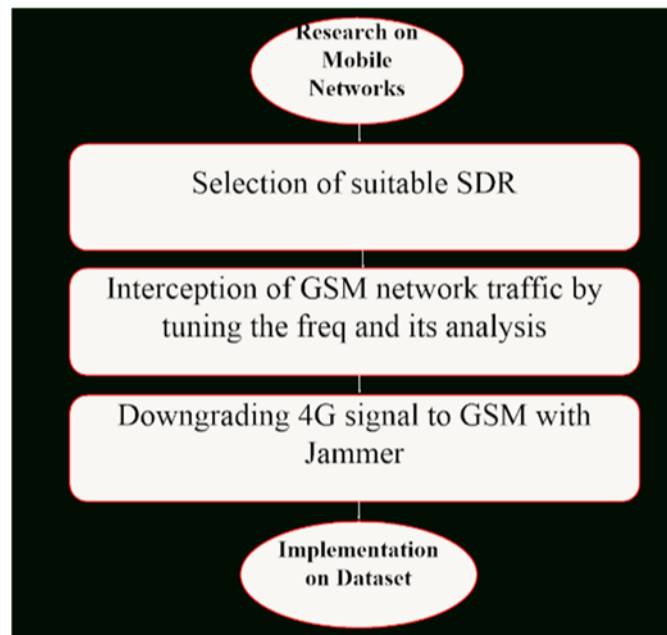 Research on
Mobile
Networks
Selection of suitable SDR
Interception of GSM network traffic by
tuning the freq and its analysis
Downgrading 4G signal to GSM with
Jammer
Implementation
on Dataset